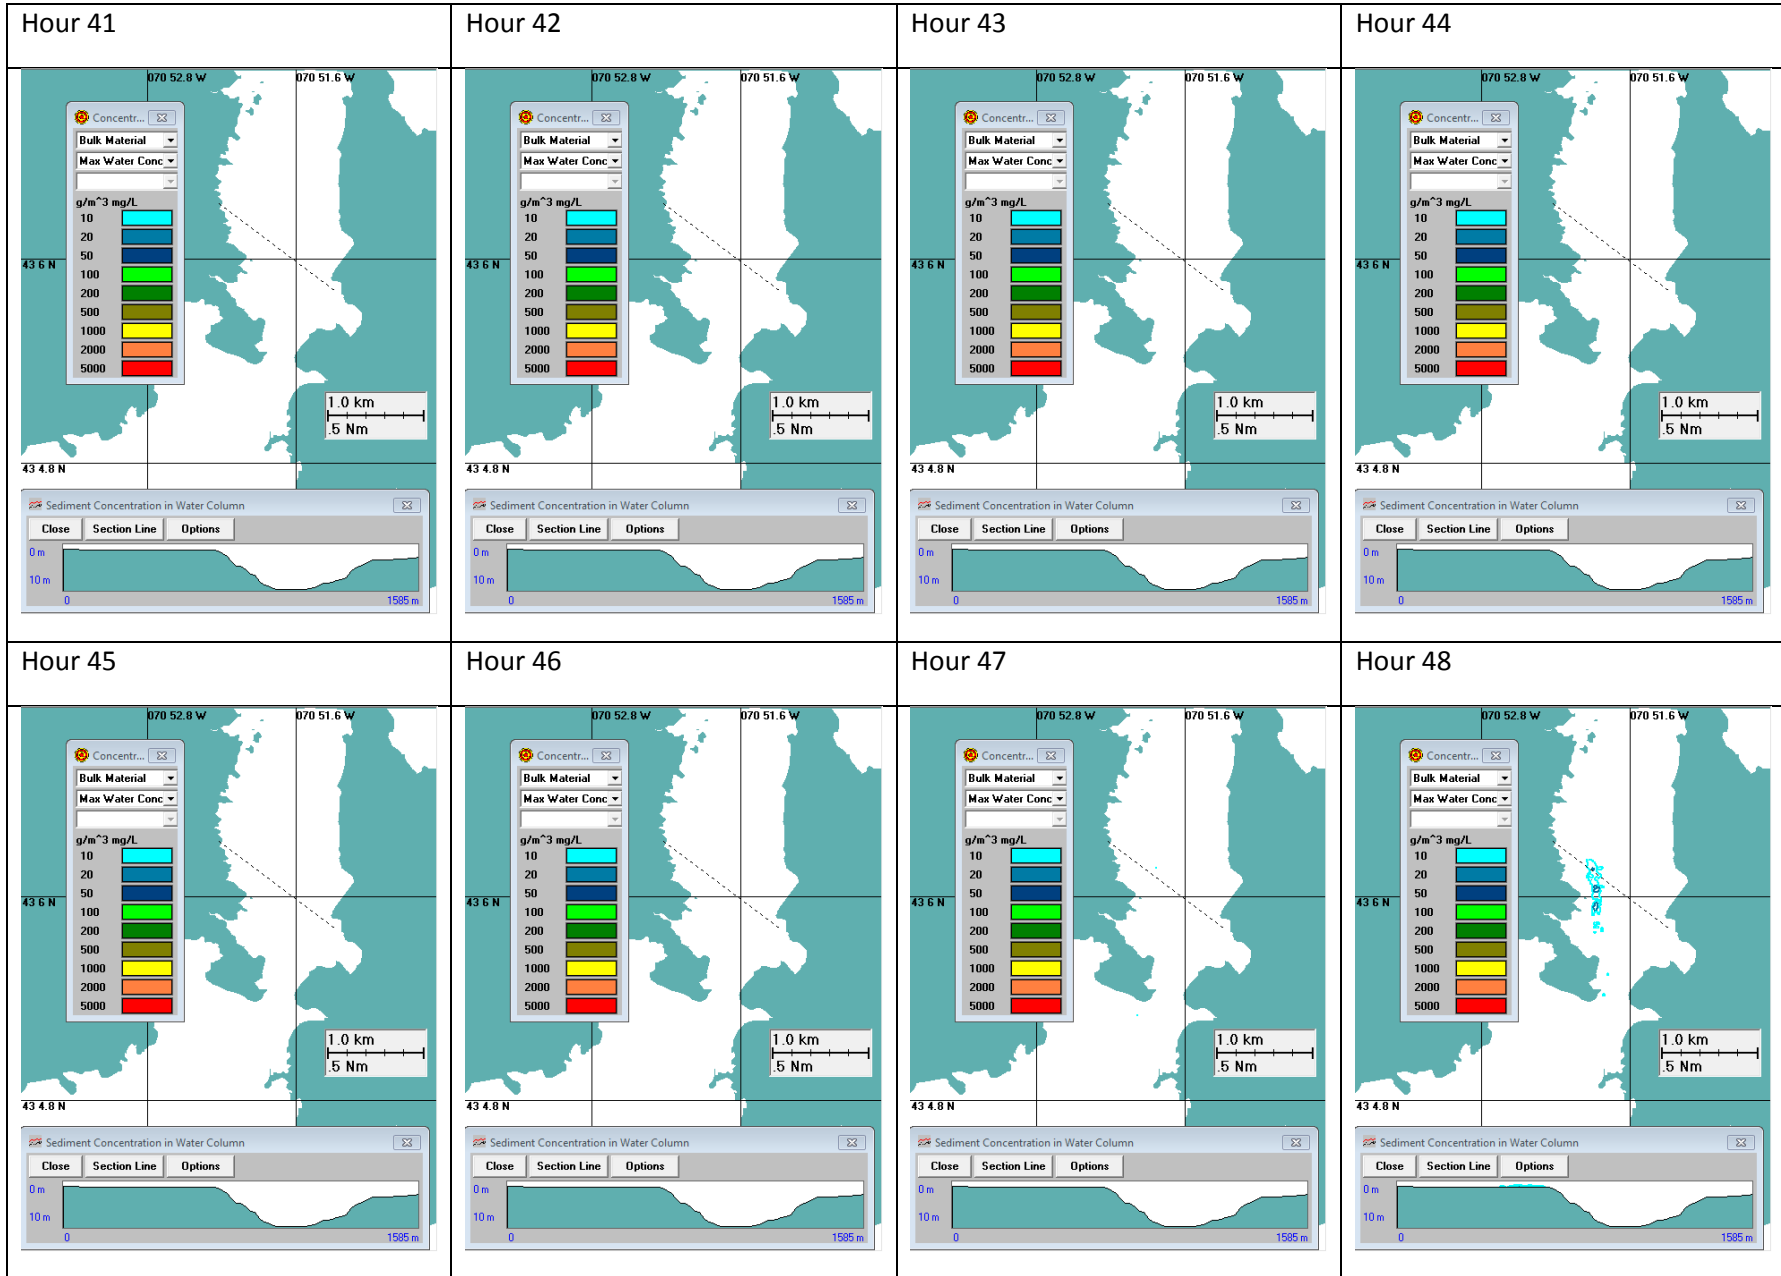 Hour 41
070 52.8 W 070 51.6 W
Concentr...
Bulk Material
Max Water Conc
g/m^3 mg/L
10
20
50
100
200
500
1000
2000
5000
43 6 N
1.0 km
.5 Nm
43 4.8 N
Sediment Concentration in Water Column
Close Section Line Options
0 m
10 m
0 1585 m
Hour 42
070 52.8 W 070 51.6 W
Concentr...
Bulk Material
Max Water Conc
g/m^3 mg/L
10
20
50
100
200
500
1000
2000
5000
43 6 N
1.0 km
.5 Nm
43 4.8 N
Sediment Concentration in Water Column
Close Section Line Options
0 m
10 m
0 1585 m
Hour 43
070 52.8 W 070 51.6 W
Concentr...
Bulk Material
Max Water Conc
g/m^3 mg/L
10
20
50
100
200
500
1000
2000
5000
43 6 N
1.0 km
.5 Nm
43 4.8 N
Sediment Concentration in Water Column
Close Section Line Options
0 m
10 m
0 1585 m
Hour 44
070 52.8 W 070 51.6 W
Concentr...
Bulk Material
Max Water Conc
g/m^3 mg/L
10
20
50
100
200
500
1000
2000
5000
43 6 N
1.0 km
.5 Nm
43 4.8 N
Sediment Concentration in Water Column
Close Section Line Options
0 m
10 m
0 1585 m
Hour 45
070 52.8 W 070 51.6 W
Concentr...
Bulk Material
Max Water Conc
g/m^3 mg/L
10
20
50
100
200
500
1000
2000
5000
43 6 N
1.0 km
.5 Nm
43 4.8 N
Sediment Concentration in Water Column
Close Section Line Options
0 m
10 m
0 1585 m
Hour 46
070 52.8 W 070 51.6 W
Concentr...
Bulk Material
Max Water Conc
g/m^3 mg/L
10
20
50
100
200
500
1000
2000
5000
43 6 N
1.0 km
.5 Nm
43 4.8 N
Sediment Concentration in Water Column
Close Section Line Options
0 m
10 m
0 1585 m
Hour 47
070 52.8 W 070 51.6 W
Concentr...
Bulk Material
Max Water Conc
g/m^3 mg/L
10
20
50
100
200
500
1000
2000
5000
43 6 N
1.0 km
.5 Nm
43 4.8 N
Sediment Concentration in Water Column
Close Section Line Options
0 m
10 m
0 1585 m
Hour 48
070 52.8 W 070 51.6 W
Concentr...
Bulk Material
Max Water Conc
g/m^3 mg/L
10
20
50
100
200
500
1000
2000
5000
43 6 N
1.0 km
.5 Nm
43 4.8 N
Sediment Concentration in Water Column
Close Section Line Options
0 m
10 m
0 1585 m